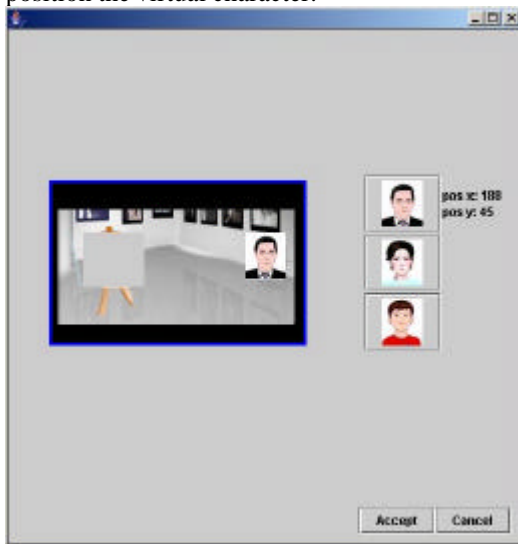 position the virtual character.
pos x: 188
pos y: 45
Accept
Cancel